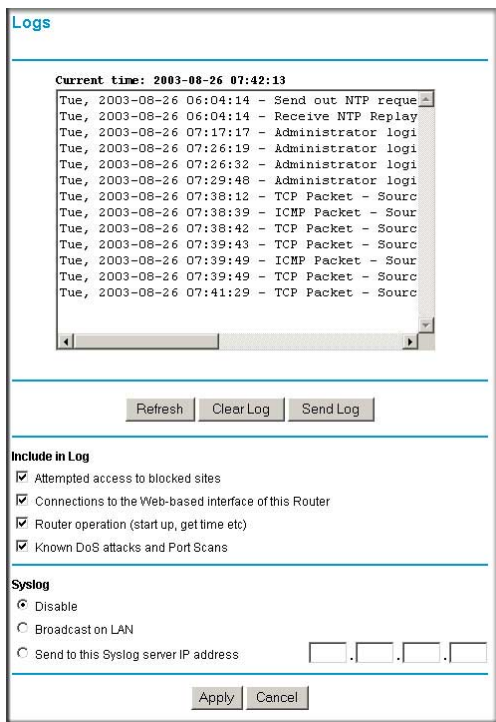 Logs
Current time: 2003-08-26 07:42:13
Tue, 2003-08-26 06:04:14 - Send out NTP reque
Tue, 2003-08-26 06:04:14 - Receive NTP Replay
Tue, 2003-08-26 07:17:17 - Administrator logi
Tue, 2003-08-26 07:26:19 - Administrator logi
Tue, 2003-08-26 07:26:32 - Administrator logi
Tue, 2003-08-26 07:29:48 - Administrator logi
Tue, 2003-08-26 07:38:12 - TCP Packet - Sourc
Tue, 2003-08-26 07:38:39 - ICMP Packet - Sour
Tue, 2003-08-26 07:38:42 - TCP Packet - Sourc
Tue, 2003-08-26 07:39:43 - TCP Packet - Sourc
Tue, 2003-08-26 07:39:49 - ICMP Packet - Sour
Tue, 2003-08-26 07:39:49 - TCP Packet - Sourc
Tue, 2003-08-26 07:41:29 - TCP Packet - Sourc
Refresh Clear Log Send Log
Include in Log
Attempted access to blocked sites
Connections to the Web-based interface of this Router
Router operation (start up, get time etc)
Known DoS attacks and Port Scans
Syslog
Disable
Broadcast on LAN
Send to this Syslog server IP address . . .
Apply Cancel